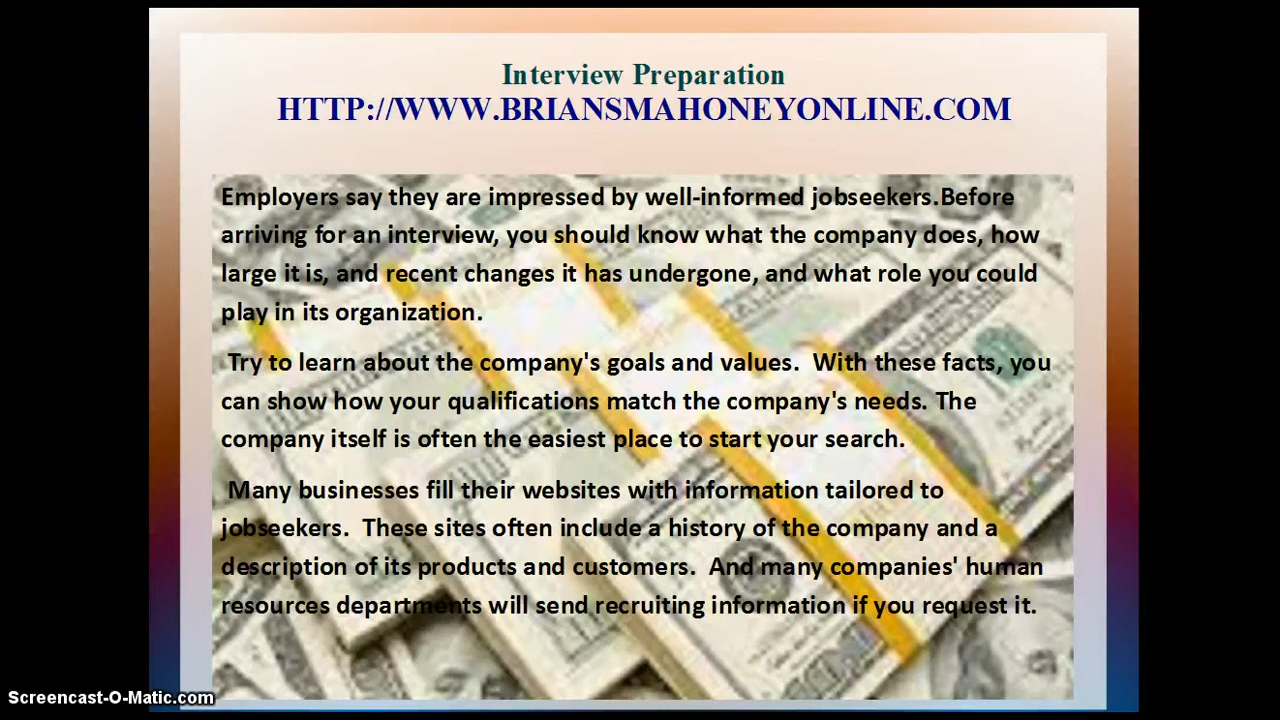 Interview Preparation
HTTP://WWW.BRIANSMAHONEYONLINE.COM
Employers say they are impressed by well-informed jobseekers.Before
arriving for an interview, you should know what the company does, how
large it is, and recent changes it has undergone, and what role you could
play in its organization.
Try to learn about the company's goals and values.  With these facts, you
can show how your qualifications match the company's needs. The
company itself is often the easiest place to start your search.
Many businesses fill their websites with information tailored to
jobseekers.  These sites often include a history of the company and a
description of its products and customers.  And many companies' human
resources departments will send recruiting information if you request it.
Screencast-O-Matic.com